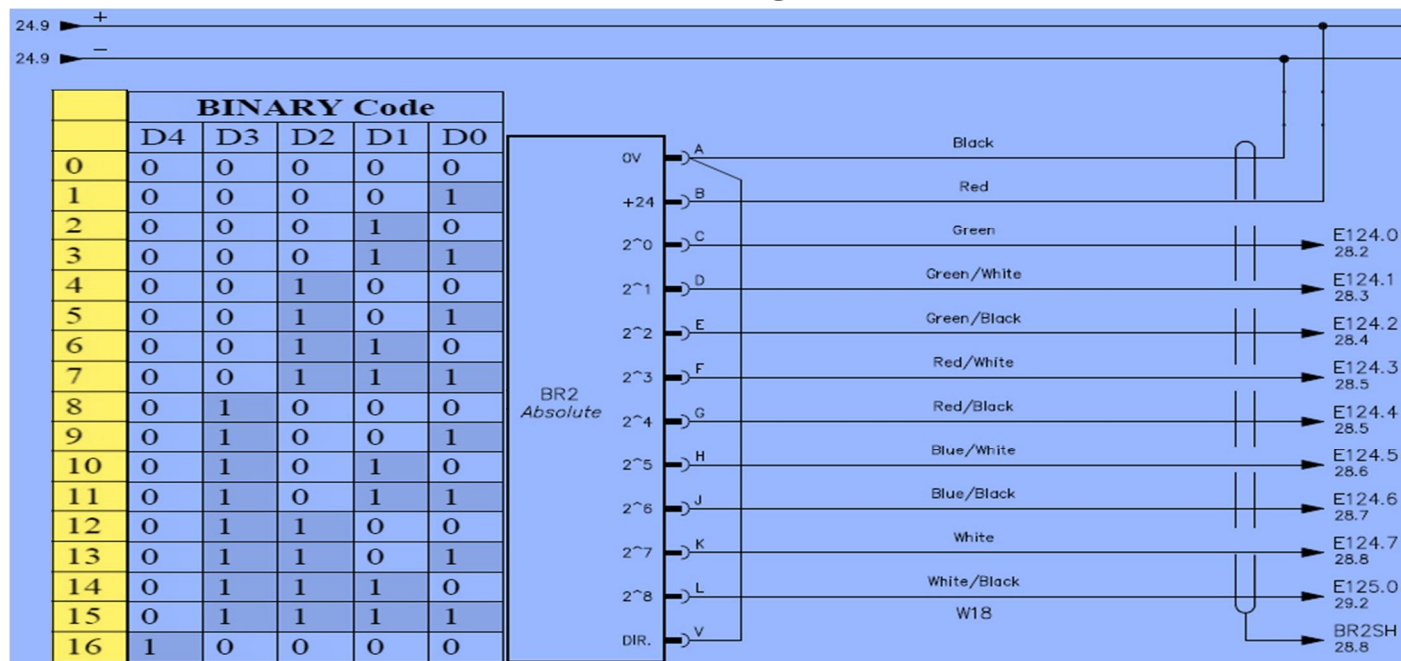 24.9 +
24.9 −
BINARY Code
D4 D3 D2 D1 D0
0 0 0 0 0 0
1 0 0 0 0 1
2 0 0 0 1 0
3 0 0 0 1 1
4 0 0 1 0 0
5 0 0 1 0 1
6 0 0 1 1 0
7 0 0 1 1 1
8 0 1 0 0 0
9 0 1 0 0 1
10 0 1 0 1 0
11 0 1 0 1 1
12 0 1 1 0 0
13 0 1 1 0 1
14 0 1 1 1 0
15 0 1 1 1 1
16 1 0 0 0 0
BR2
Absolute
0V A Black
+24 B Red
2^0 C Green E124.0
28.2
2^1 D Green/White E124.1
28.3
2^2 E Green/Black E124.2
28.4
2^3 F Red/White E124.3
28.5
2^4 G Red/Black E124.4
28.5
2^5 H Blue/White E124.5
28.6
2^6 J Blue/Black E124.6
28.7
2^7 K White E124.7
28.8
2^8 L White/Black E125.0
W18 29.2
DIR. V BR2SH
28.8